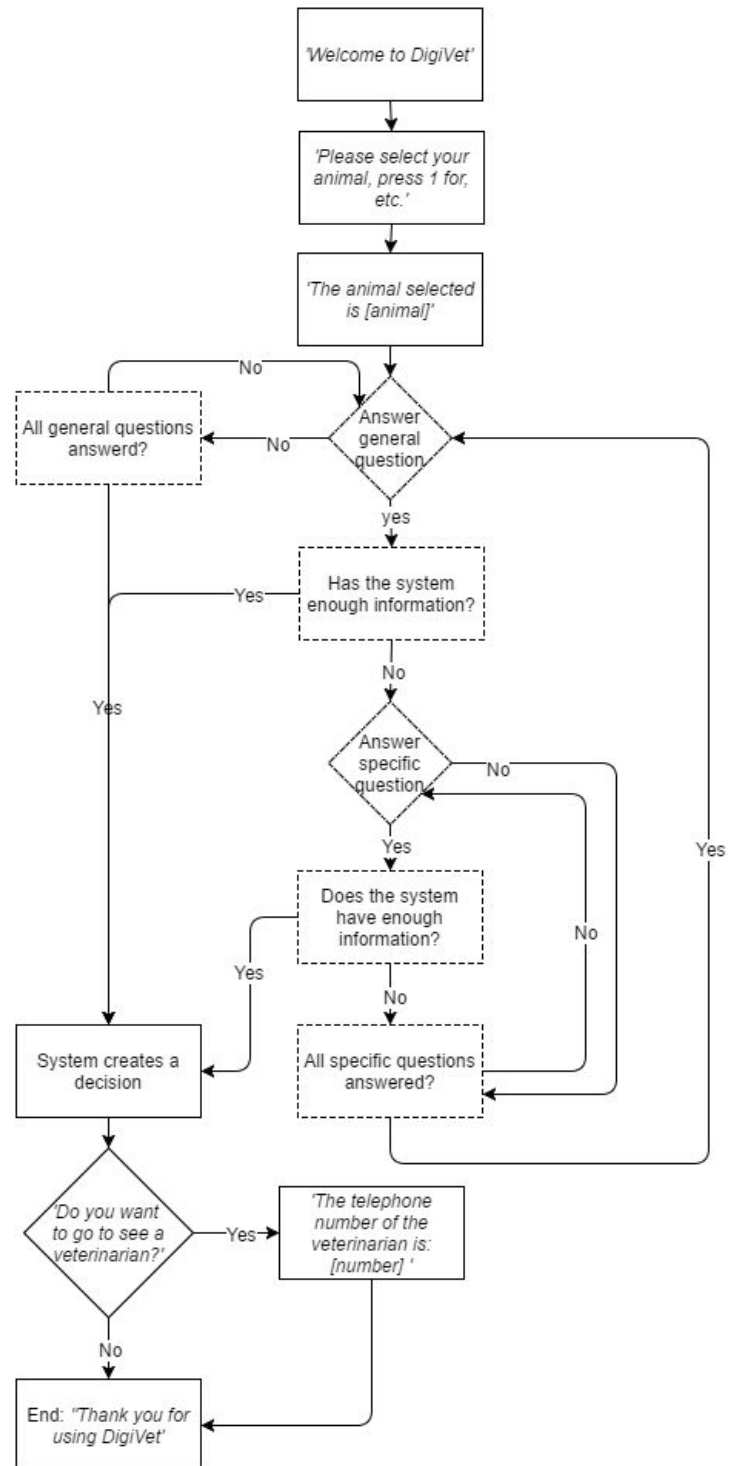 'Welcome to DigiVet'
'Please select your
animal, press 1 for,
etc.'
'The animal selected
is [animal]'
No
All general questions
answerd?
No
Answer
general
question
yes
Has the system
enough information?
Yes
No
Yes
Answer
specific
question
No
Yes
Yes
Does the system
have enough
information?
No
Yes
No
System creates a
decision
All specific questions
answered?
'Do you want
to go to see a
veterinarian?'
Yes
'The telephone
number of the
veterinarian is:
[number] '
No
End: "Thank you for
using DigiVet'